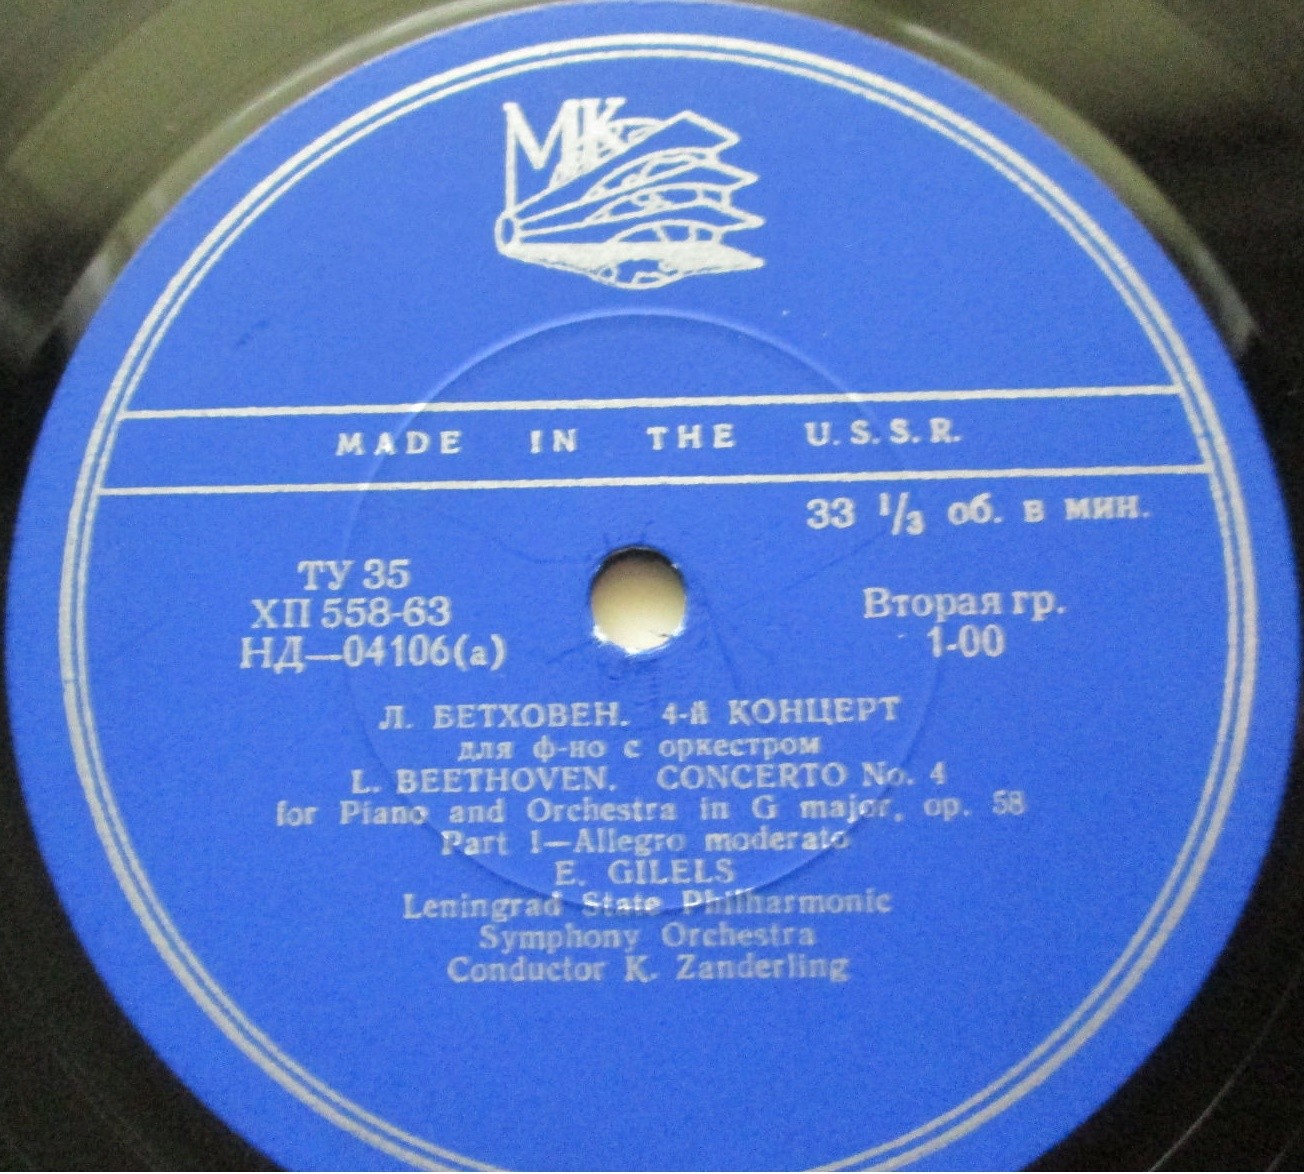 МК
MADE IN THE U.S.S.R.
33 1/3 об. в мин.
ТУ 35
ХП 558-63
НД—04106(а)
Вторая гр.
1-00
Л. БЕТХОВЕН. 4-й КОНЦЕРТ
для ф-но с оркестром
L. BEETHOVEN. CONCERTO No. 4
for Piano and Orchestra in G major, op. 58
Part I—Allegro moderato
E. GILELS
Leningrad State Philharmonic
Symphony Orchestra
Conductor K. Zanderling